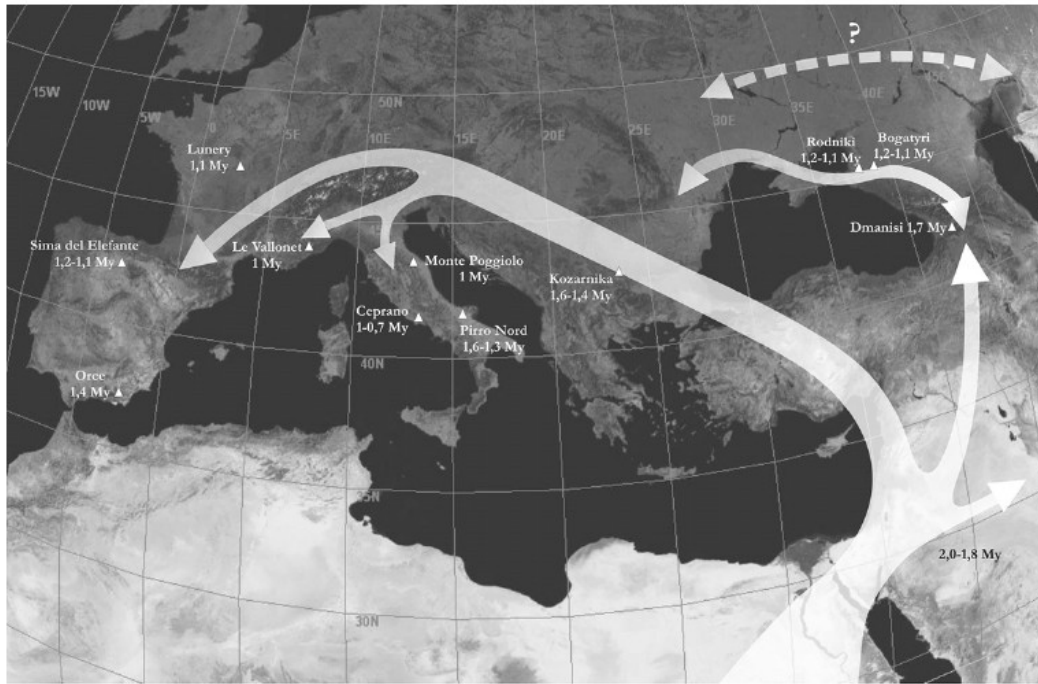 ?
15W
10W
5W
0
5E
10E
50N
15E
20E
25E
30E
35E
40E
Lunery
1,1 My
Rodniki
1,2-1,1 My
Bogatyri
1,2-1,1 My
Dmanisi 1,7 My
Sima del Elefante
1,2-1,1 My
Le Vallonet
1 My
Monte Poggiolo
1 My
Kozarnika
1,6-1,4 My
Ceprano
1-0,7 My
Pirro Nord
1,6-1,3 My
40N
Orce
1,4 My
35N
2,0-1,8 My
30N